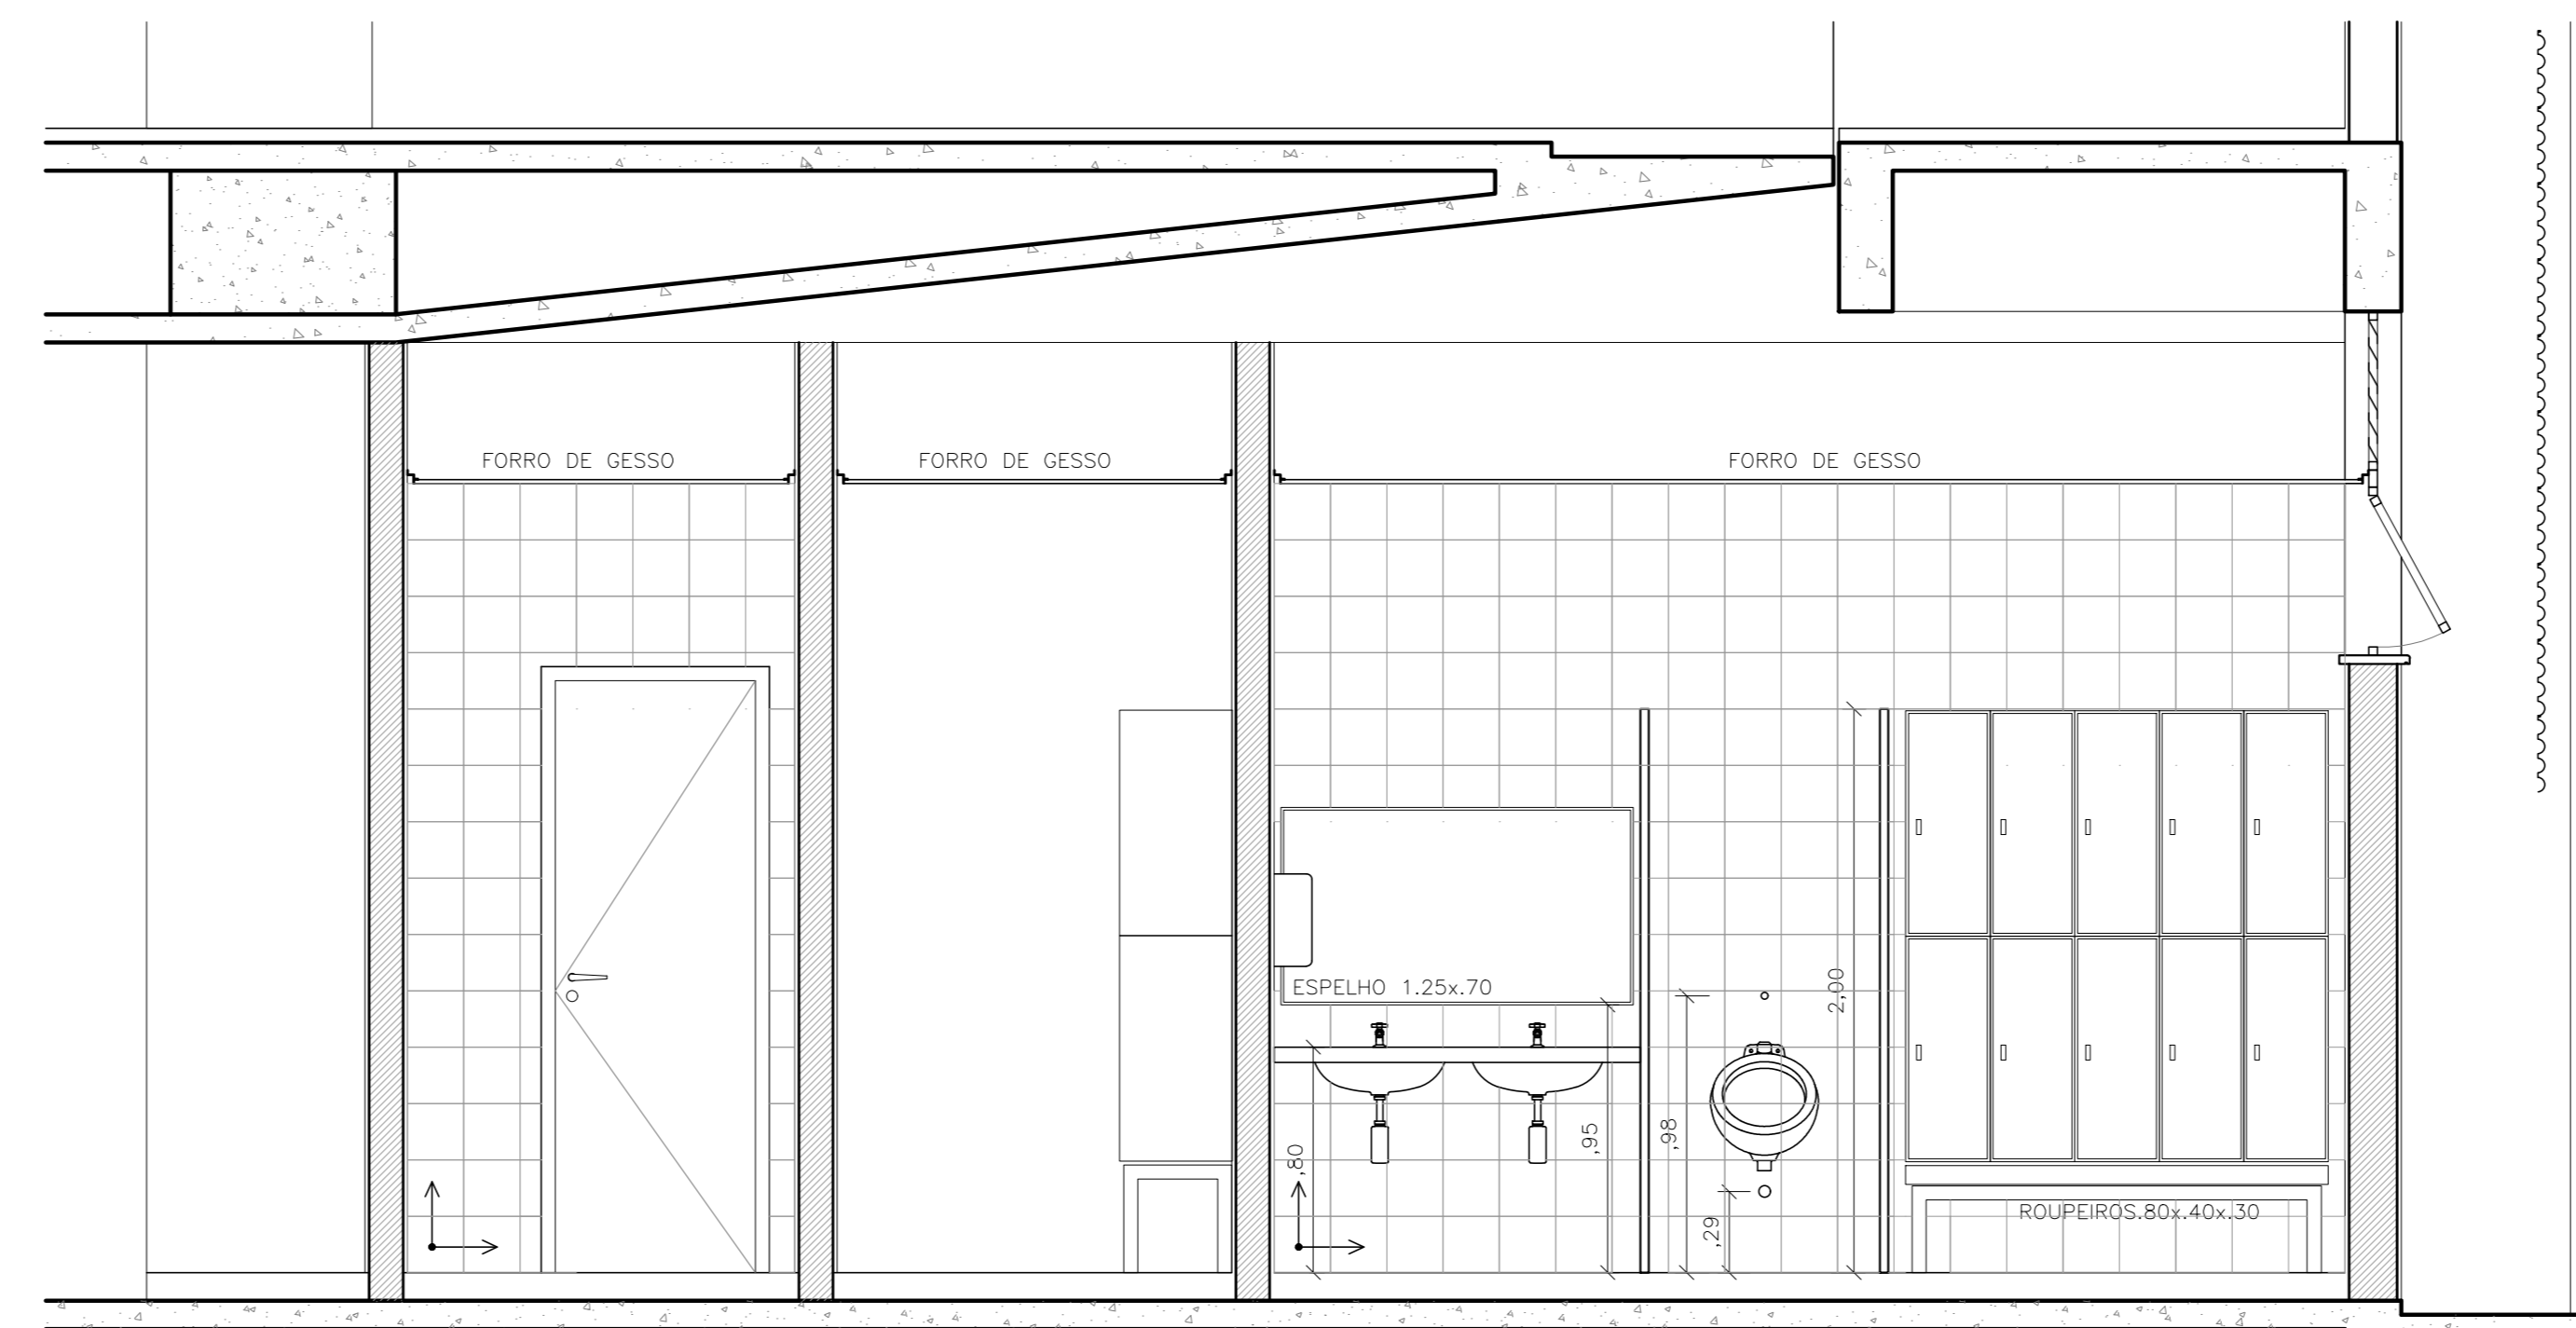 FORRO DE GESSO
FORRO DE GESSO
FORRO DE GESSO
ESPELHO 1.25x.70
2,00
,98
,95
,80
,29
ROUPEIROS.80x.40x.30